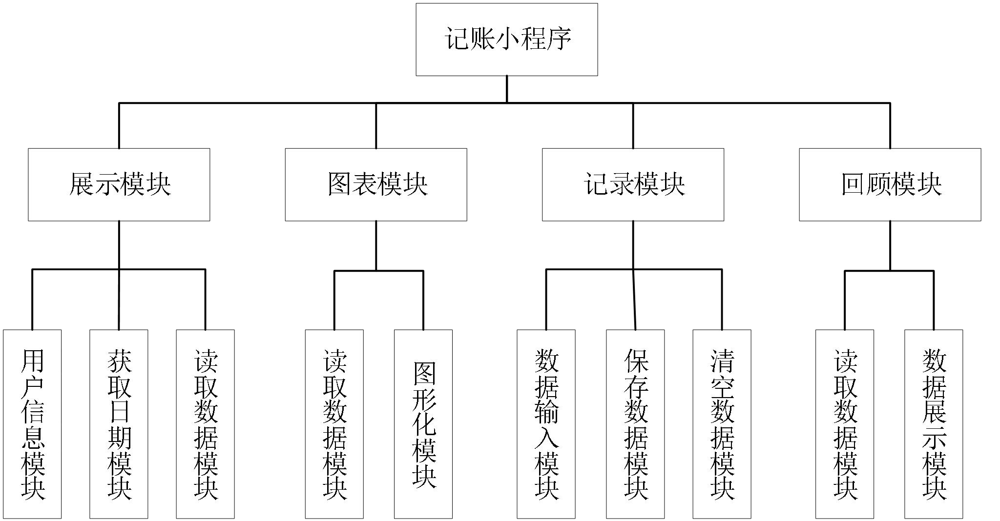 记账小程序
展示模块
图表模块
记录模块
回顾模块
用户信息模块
获取日期模块
读取数据模块
读取数据模块
图形化模块
数据输入模块
保存数据模块
清空数据模块
读取数据模块
数据展示模块